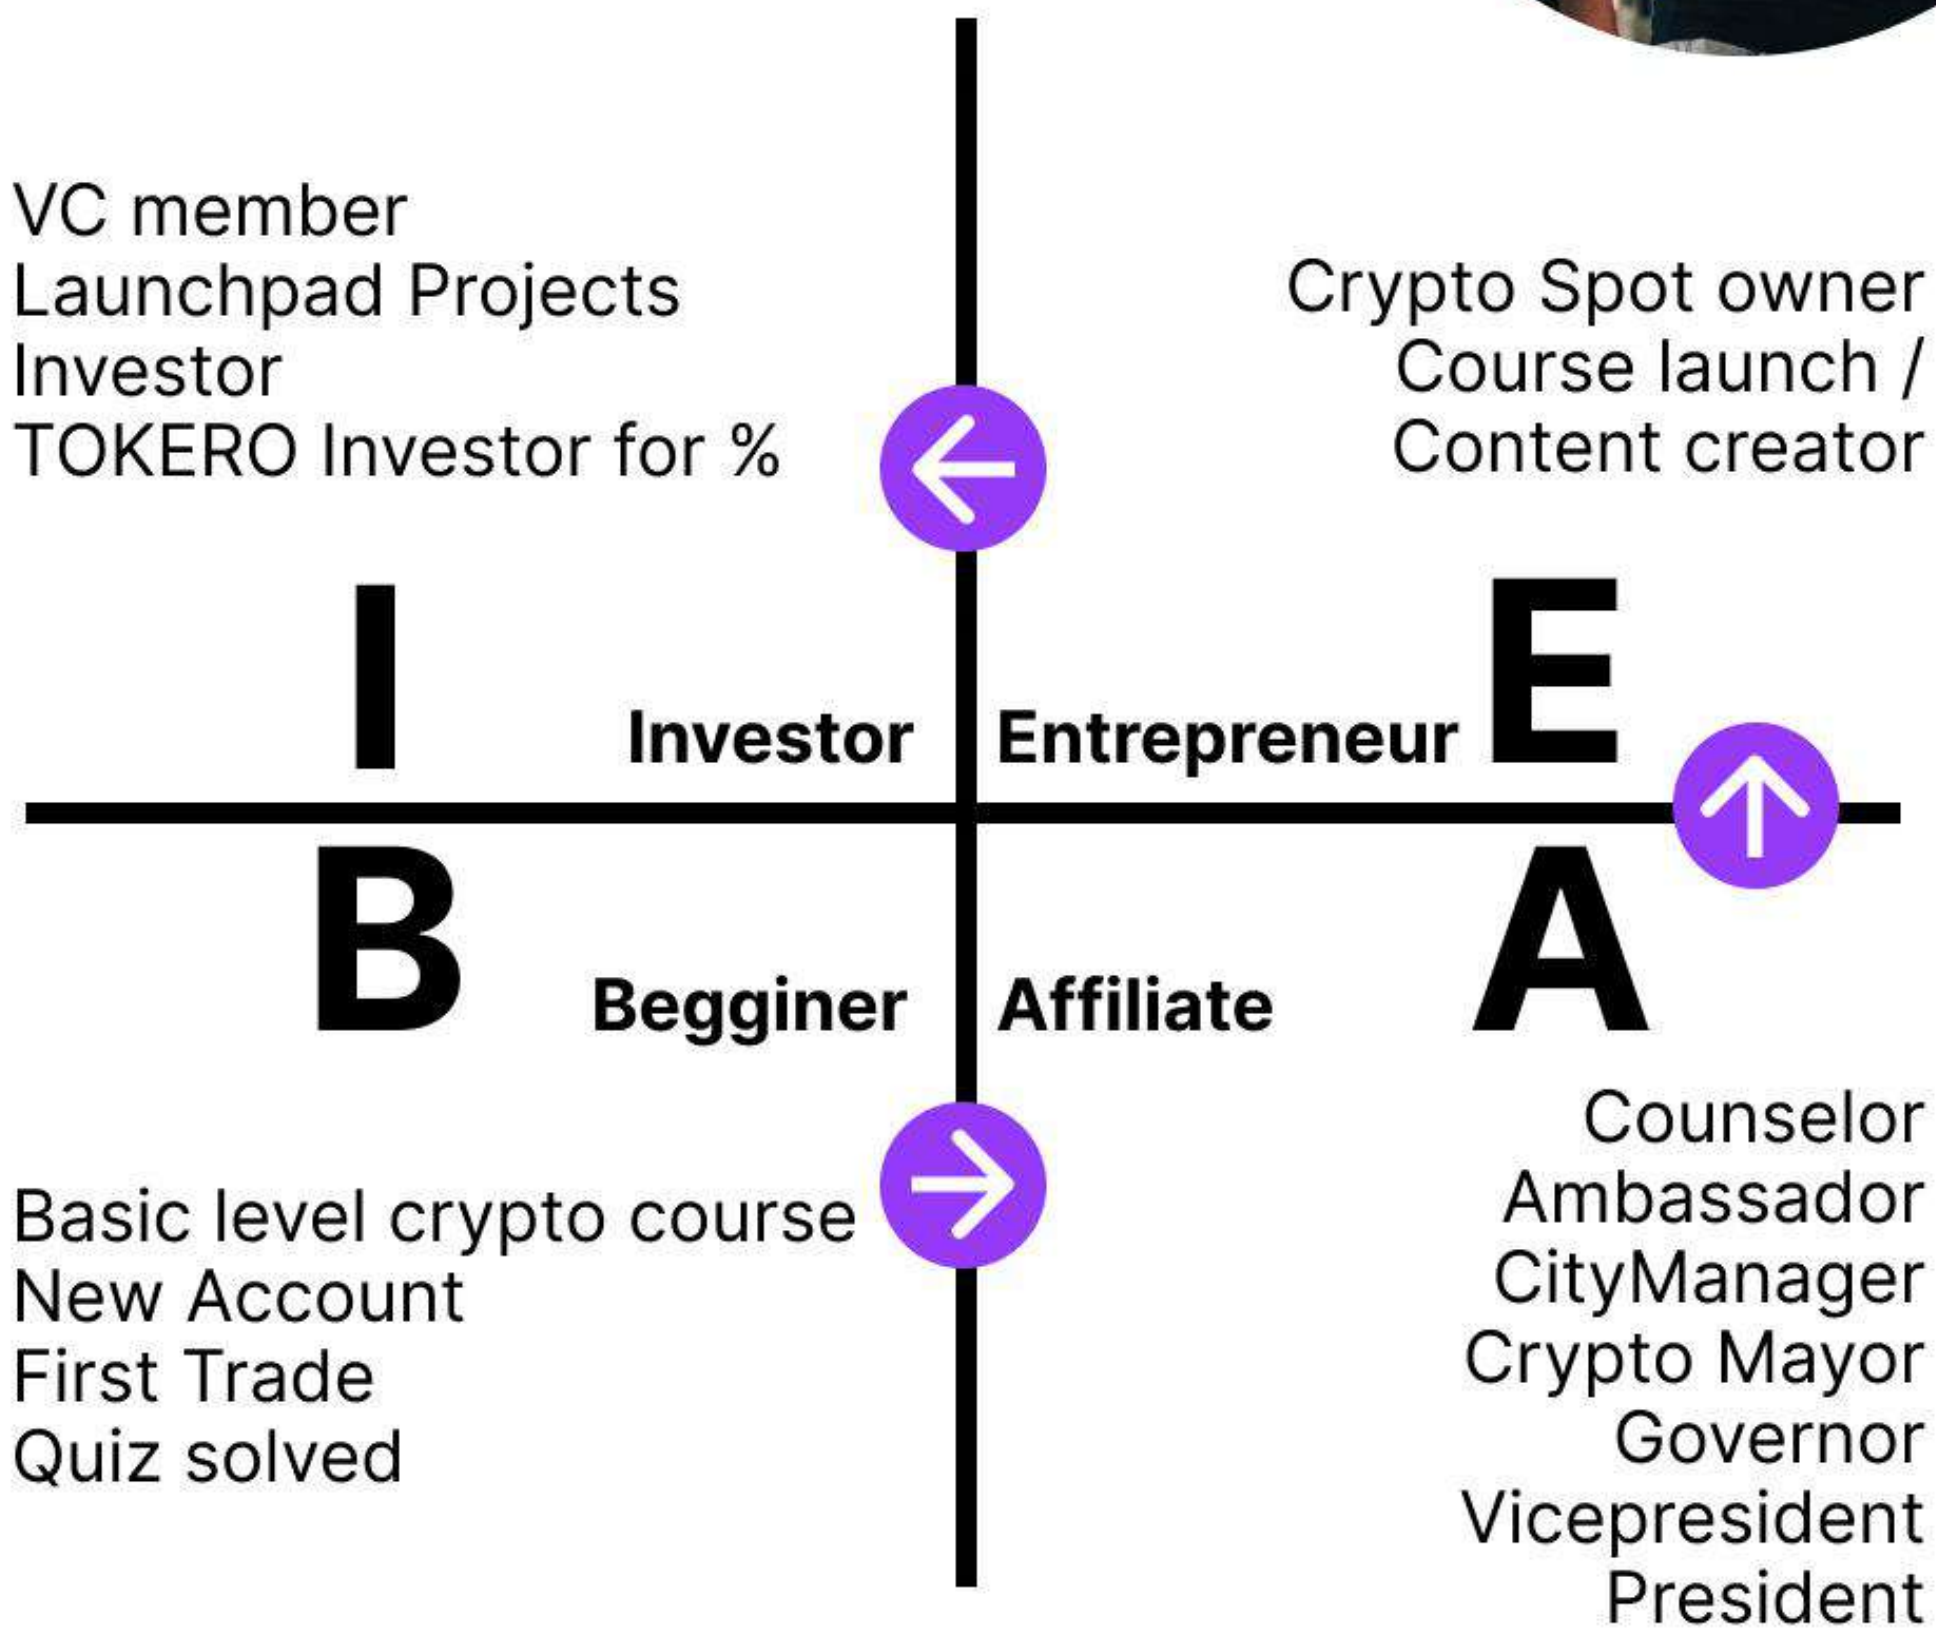 VC member
Launchpad Projects
Investor
TOKERO Investor for %
Crypto Spot owner
Course launch /
Content creator
I
Investor
Entrepreneur
E
B
Begginer
Affiliate
A
Basic level crypto course
New Account
First Trade
Quiz solved
Counselor
Ambassador
CityManager
Crypto Mayor
Governor
Vicepresident
President